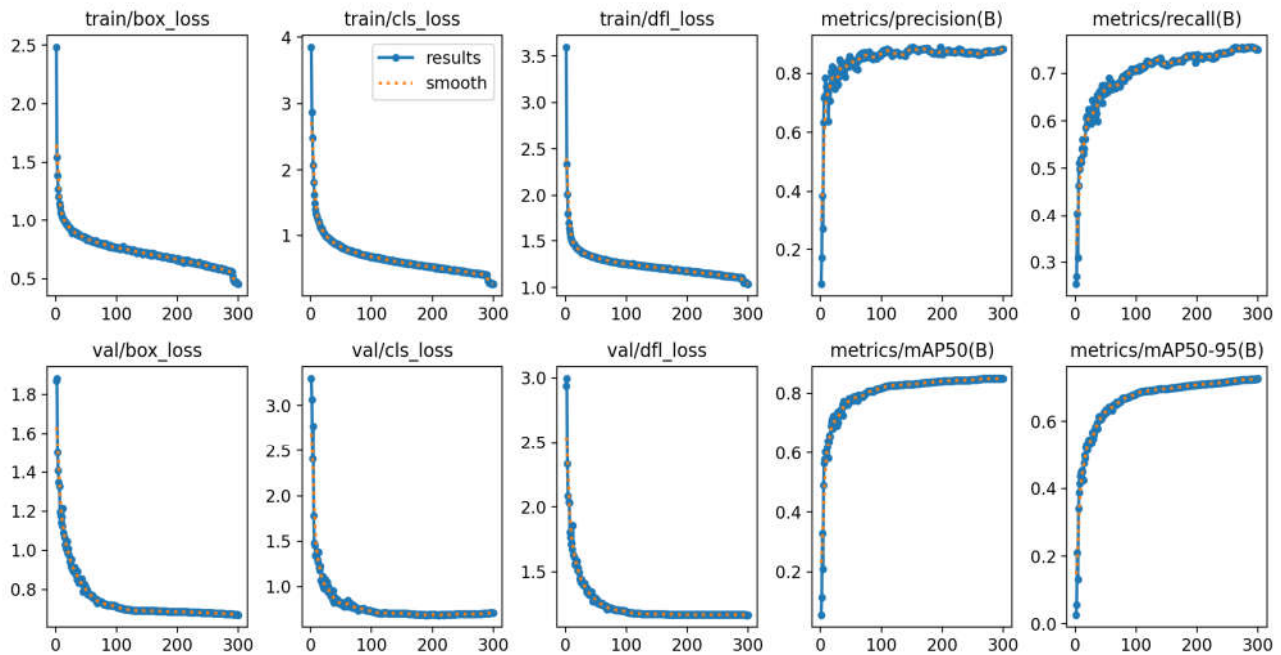 train/box_loss train/cls_loss train/dfl_loss metrics/precision(B) metrics/recall(B)
2.5 2.0 1.5 1.0 0.5
4 3 2 1
results
smooth
3.5 3.0 2.5 2.0 1.5 1.0
0.8 0.6 0.4 0.2
0.7 0.6 0.5 0.4 0.3
0 100 200 300 0 100 200 300 0 100 200 300 0 100 200 300 0 100 200 300
val/box_loss val/cls_loss val/dfl_loss metrics/mAP50(B) metrics/mAP50-95(B)
1.8 1.6 1.4 1.2 1.0 0.8
3.0 2.5 2.0 1.5 1.0
3.0 2.5 2.0 1.5
0.8 0.6 0.4 0.2
0.6 0.4 0.2 0.0
0 100 200 300 0 100 200 300 0 100 200 300 0 100 200 300 0 100 200 300